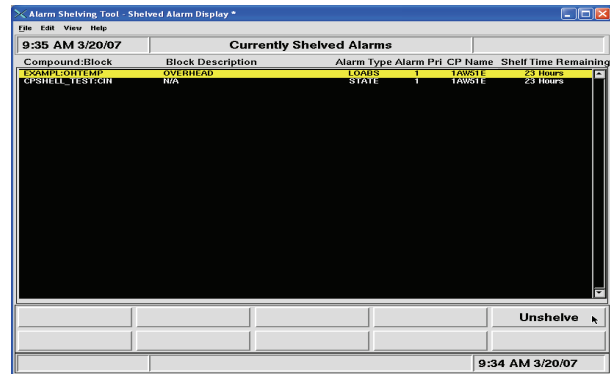 Alarm Shelving Tool - Shelved Alarm Display *
File Edit View Help
9:35 AM 3/20/07 Currently Shelved Alarms
Compound:Block Block Description Alarm Type Alarm Pri CP Name Shelf Time Remaining
EXAMPL:OHTEMP OVERHEAD LOABS 1 1AW51E 23 Hours
CPSHELL_TEST:CIN N/A STATE 1 1AW51E 23 Hours
Unshelve
9:34 AM 3/20/07